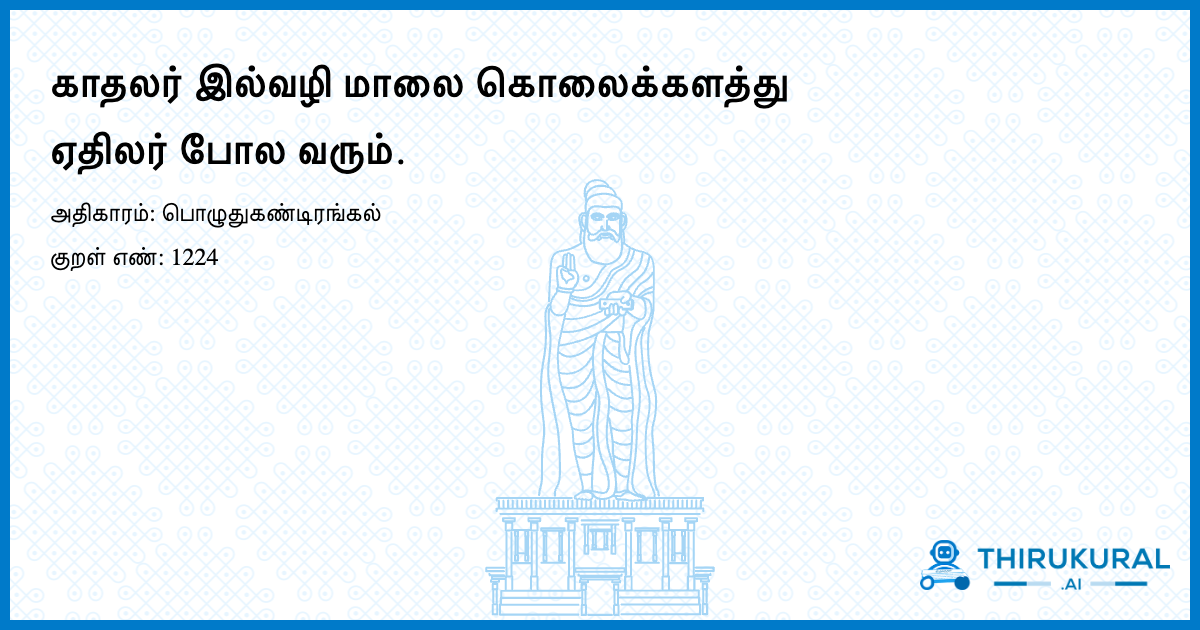 காதலர் இல்வழி மாலை கொலைக்களத்து
ஏதிலர் போல வரும்.
அதிகாரம்: பொழுதுகண்டிரங்கல்
குறள் எண்: 1224
THIRUKURAL
.AI